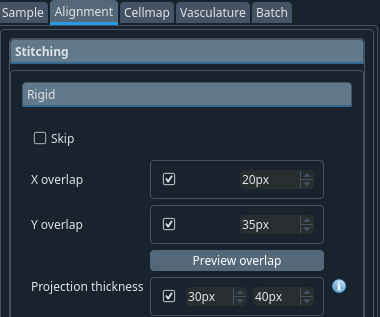 Sample Alignment Cellmap Vasculature Batch
Stitching
Rigid
Skip
X overlap 20px
Y overlap 35px
Preview overlap
Projection thickness 30px 40px